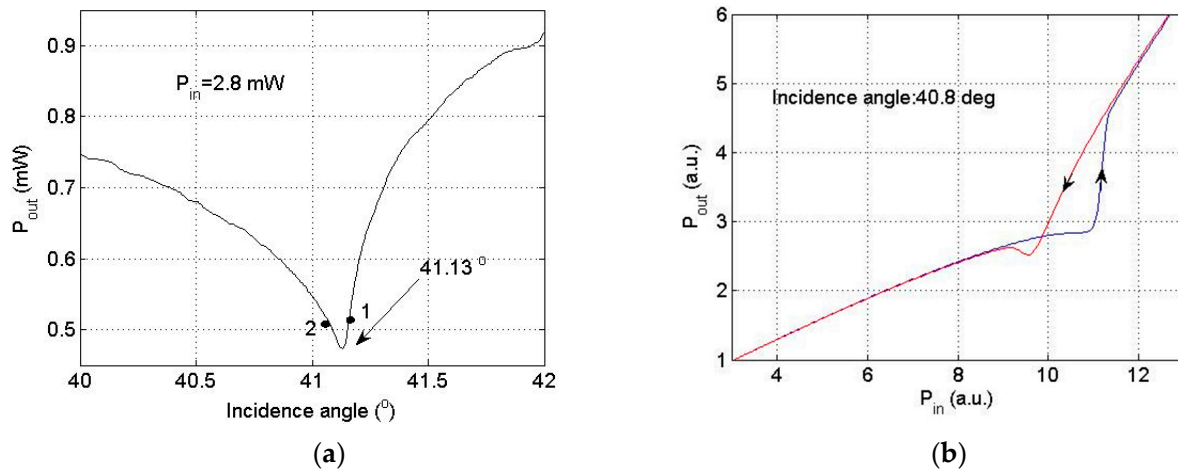 0.9
0.8
0.7
0.6
0.5
P_out (mW)
P_in=2.8 mW
41.13 °
1
2
40 40.5 41 41.5 42
Incidence angle (°)
(a)
6
5
4
3
2
1
P_out (a.u.)
Incidence angle:40.8 deg
4 6 8 10 12
P_in (a.u.)
(b)